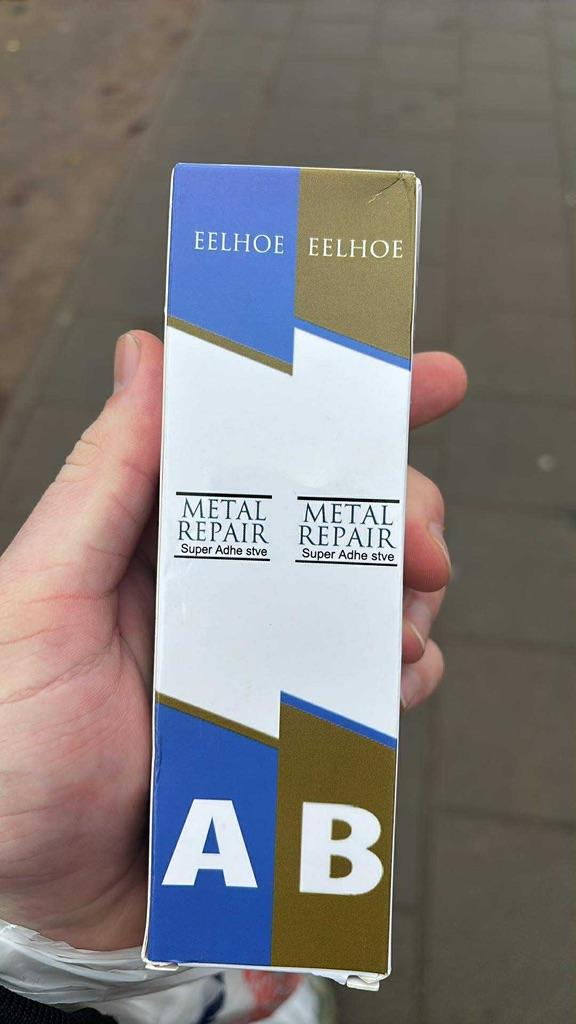 EELHOE
EELHOE
METAL
REPAIR
Super Adhe stve
METAL
REPAIR
Super Adhe stve
A
B